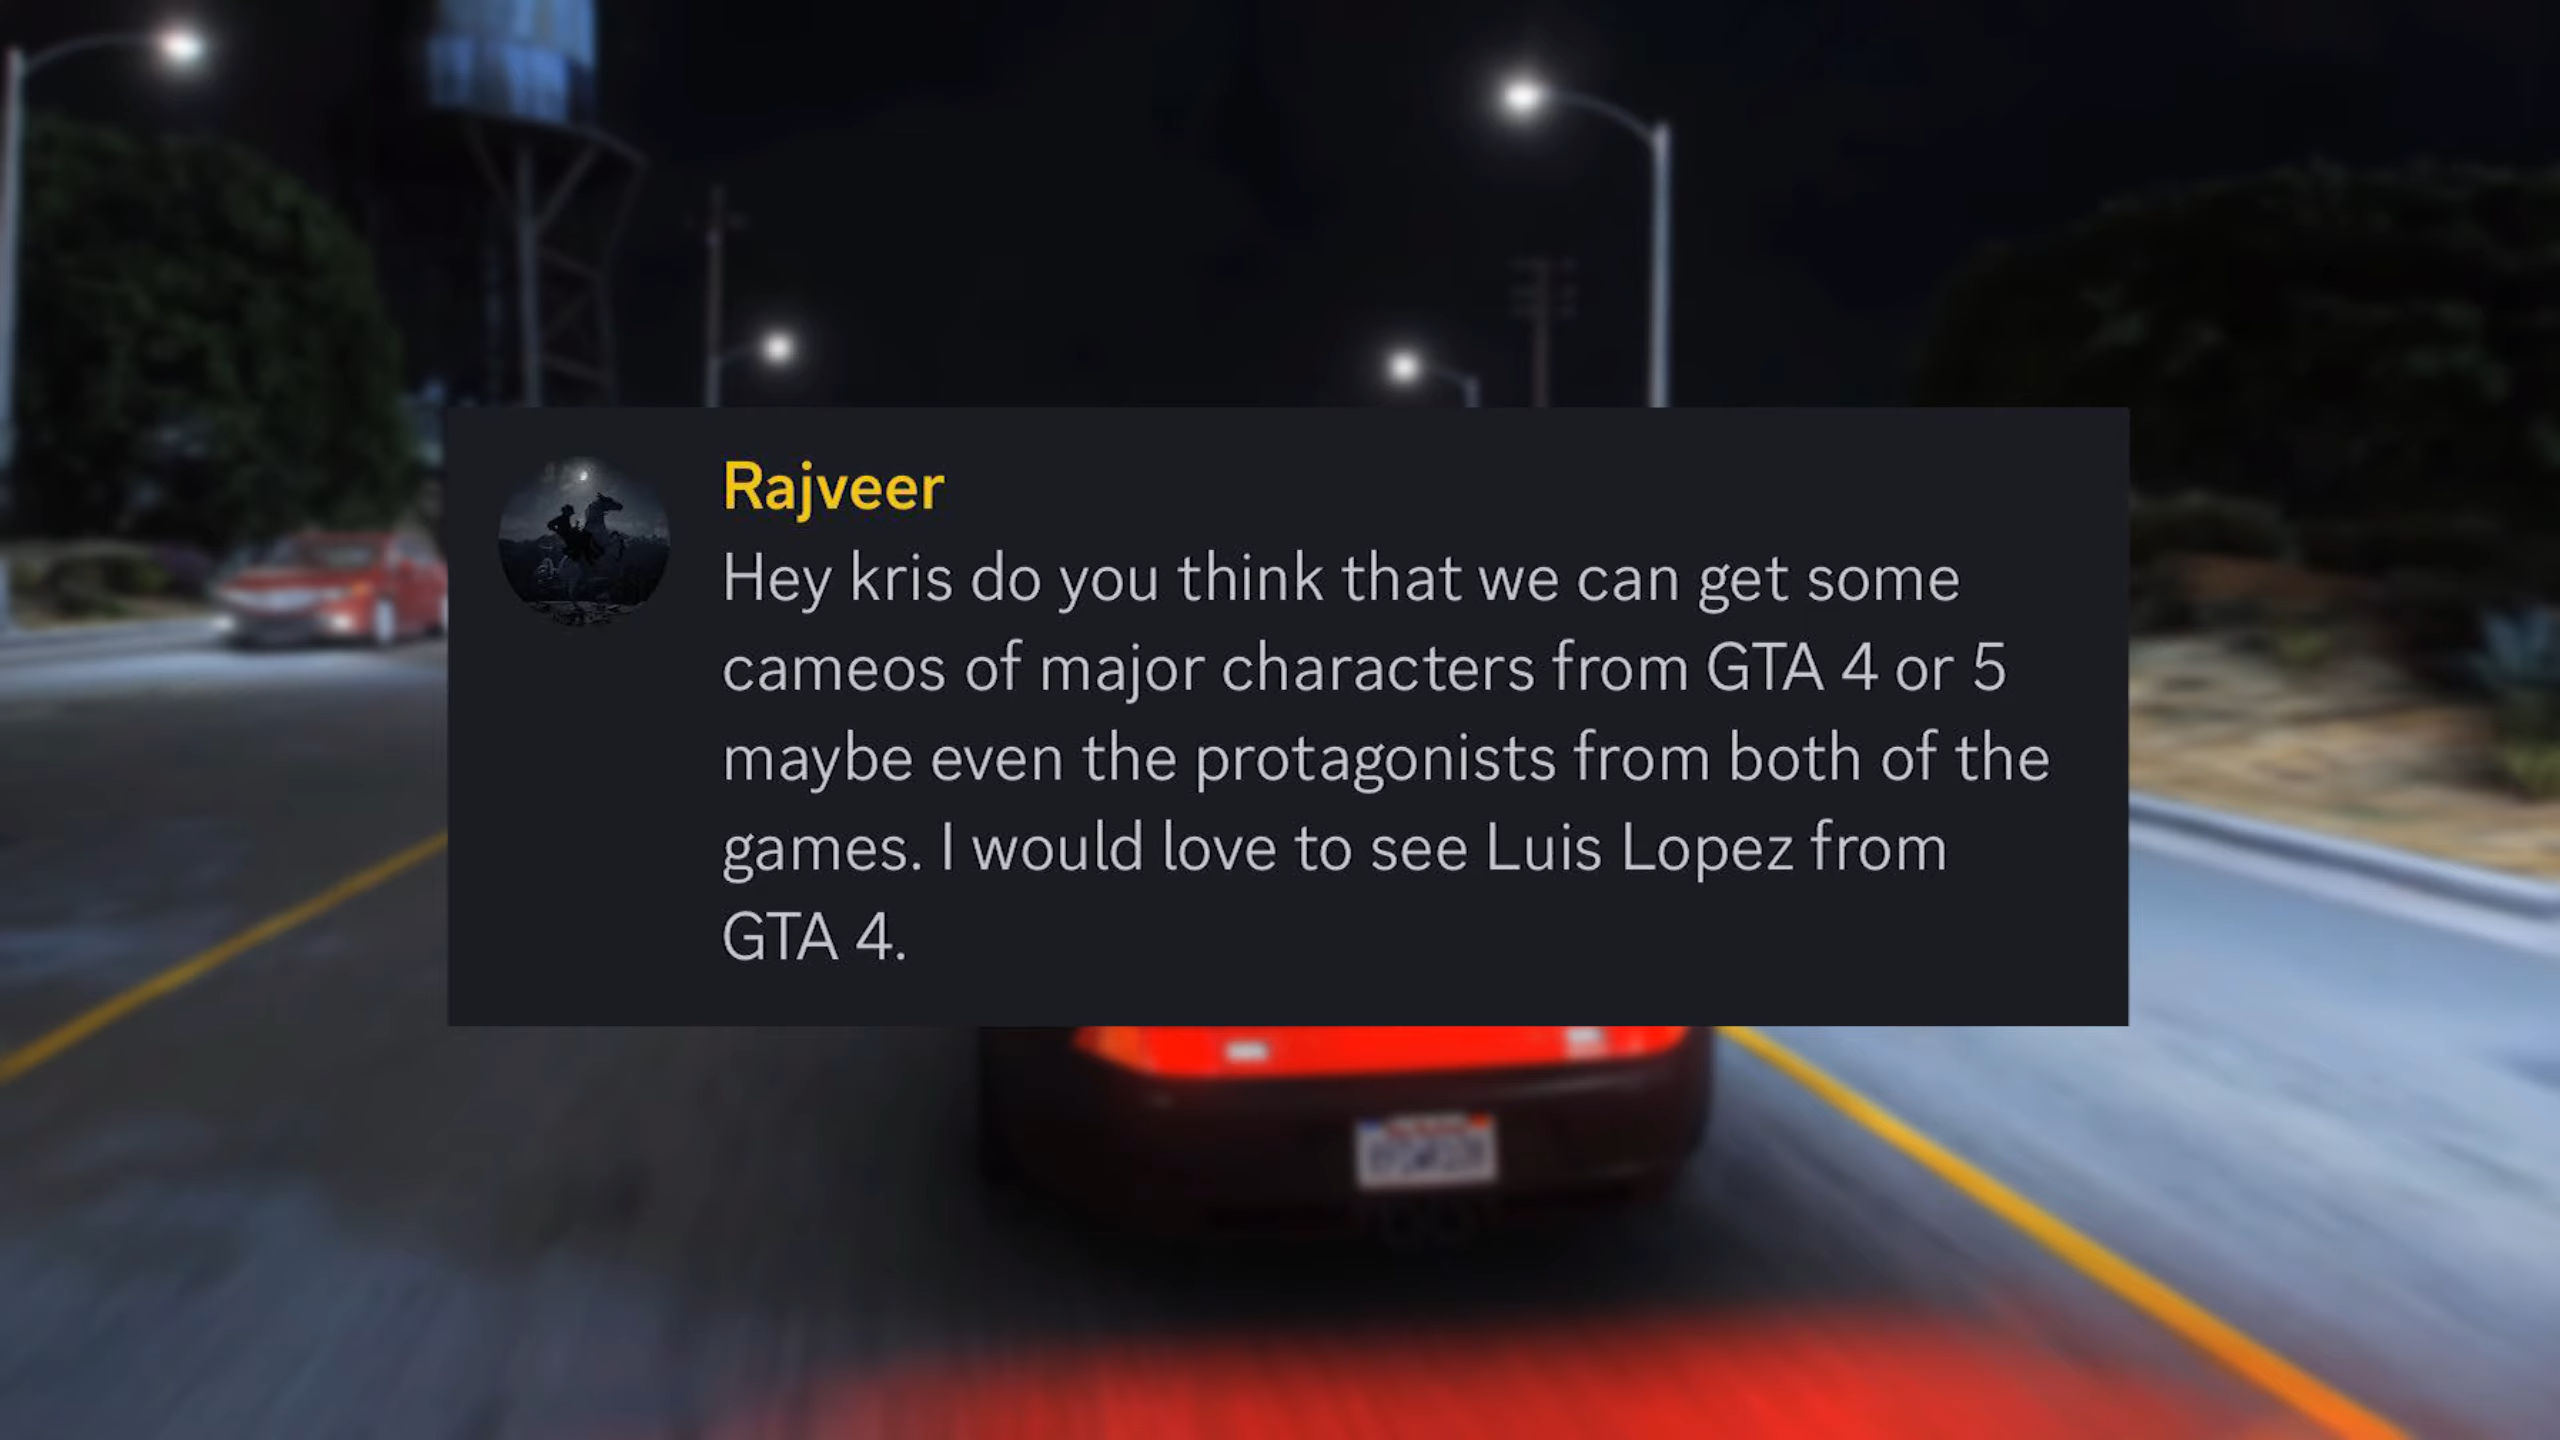 Rajveer
Hey kris do you think that we can get some
cameos of major characters from GTA 4 or 5
maybe even the protagonists from both of the
games. I would love to see Luis Lopez from
GTA 4.